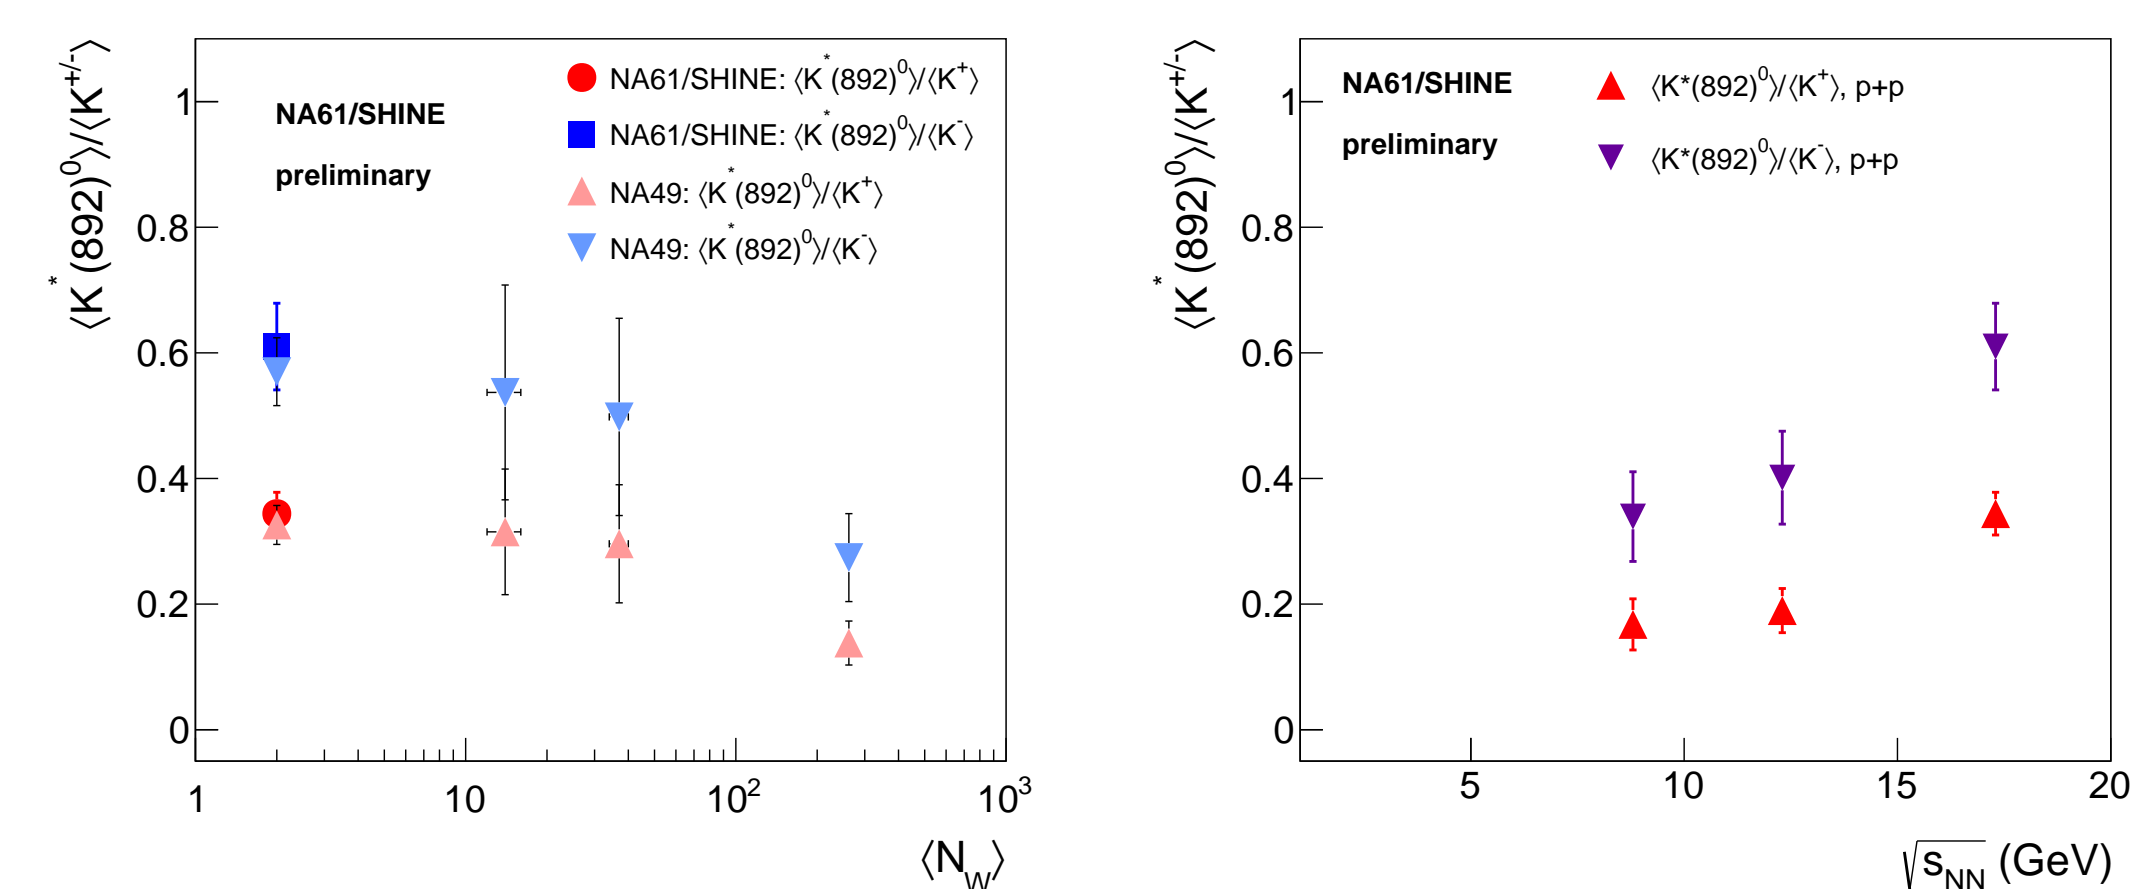 ⟨K*(892)⁰⟩/⟨K⁺/⁻⟩
1
0.8
0.6
0.4
0.2
0
NA61/SHINE
preliminary
NA61/SHINE: ⟨K*(892)⁰⟩/⟨K⁺⟩
NA61/SHINE: ⟨K*(892)⁰⟩/⟨K⁻⟩
NA49: ⟨K*(892)⁰⟩/⟨K⁺⟩
NA49: ⟨K*(892)⁰⟩/⟨K⁻⟩
1 10 10² 10³
⟨N_W⟩
⟨K*(892)⁰⟩/⟨K⁺/⁻⟩
1
0.8
0.6
0.4
0.2
0
NA61/SHINE
preliminary
⟨K*(892)⁰⟩/⟨K⁺⟩, p+p
⟨K*(892)⁰⟩/⟨K⁻⟩, p+p
5 10 15 20
√s_NN (GeV)